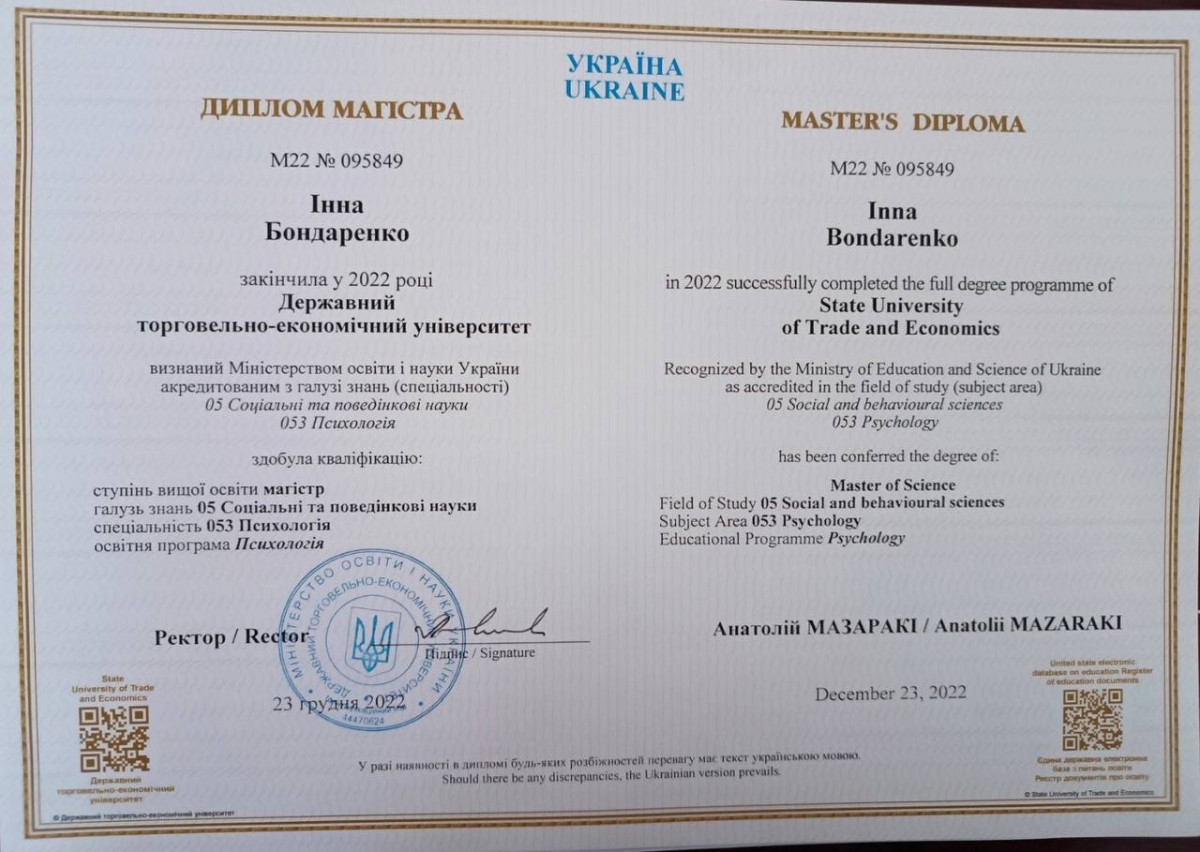 УКРАЇНА
UKRAINE
ДИПЛОМ МАГІСТРА
М22 № 095849
Інна
Бондаренко
закінчила у 2022 році
Державний
торговельно-економічний університет
визнаний Міністерством освіти і науки України
акредитованим з галузі знань (спеціальності)
05 Соціальні та поведінкові науки
053 Психологія
здобула кваліфікацію:
ступінь вищої освіти магістр
галузь знань 05 Соціальні та поведінкові науки
спеціальність 053 Психологія
освітня програма Психологія
MASTER'S DIPLOMA
M22 № 095849
Inna
Bondarenko
in 2022 successfully completed the full degree programme of
State University
of Trade and Economics
Recognized by the Ministry of Education and Science of Ukraine
as accredited in the field of study (subject area)
05 Social and behavioural sciences
053 Psychology
has been conferred the degree of:
Master of Science
Field of Study 05 Social and behavioural sciences
Subject Area 053 Psychology
Educational Programme Psychology
Ректор / Rector
Підпис / Signature
Анатолій МАЗАРАКІ / Anatolii MAZARAKI
МІНІСТЕРСТВО ОСВІТИ І НАУКИ УКРАЇНИ
ДЕРЖАВНИЙ ТОРГОВЕЛЬНО-ЕКОНОМІЧНИЙ УНІВЕРСИТЕТ
44470624
23 грудня 2022
December 23, 2022
State
University of Trade
and Economics
Державний
торговельно-економічний
університет
United state electronic
database on education Register
of education documents
Єдина державна електронна
база з питань освіти
Реєстр документів про освіту
У разі наявності в дипломі будь-яких розбіжностей перевагу має текст українською мовою.
Should there be any discrepancies, the Ukrainian version prevails.
© Державний торговельно-економічний університет
© State University of Trade and Economics